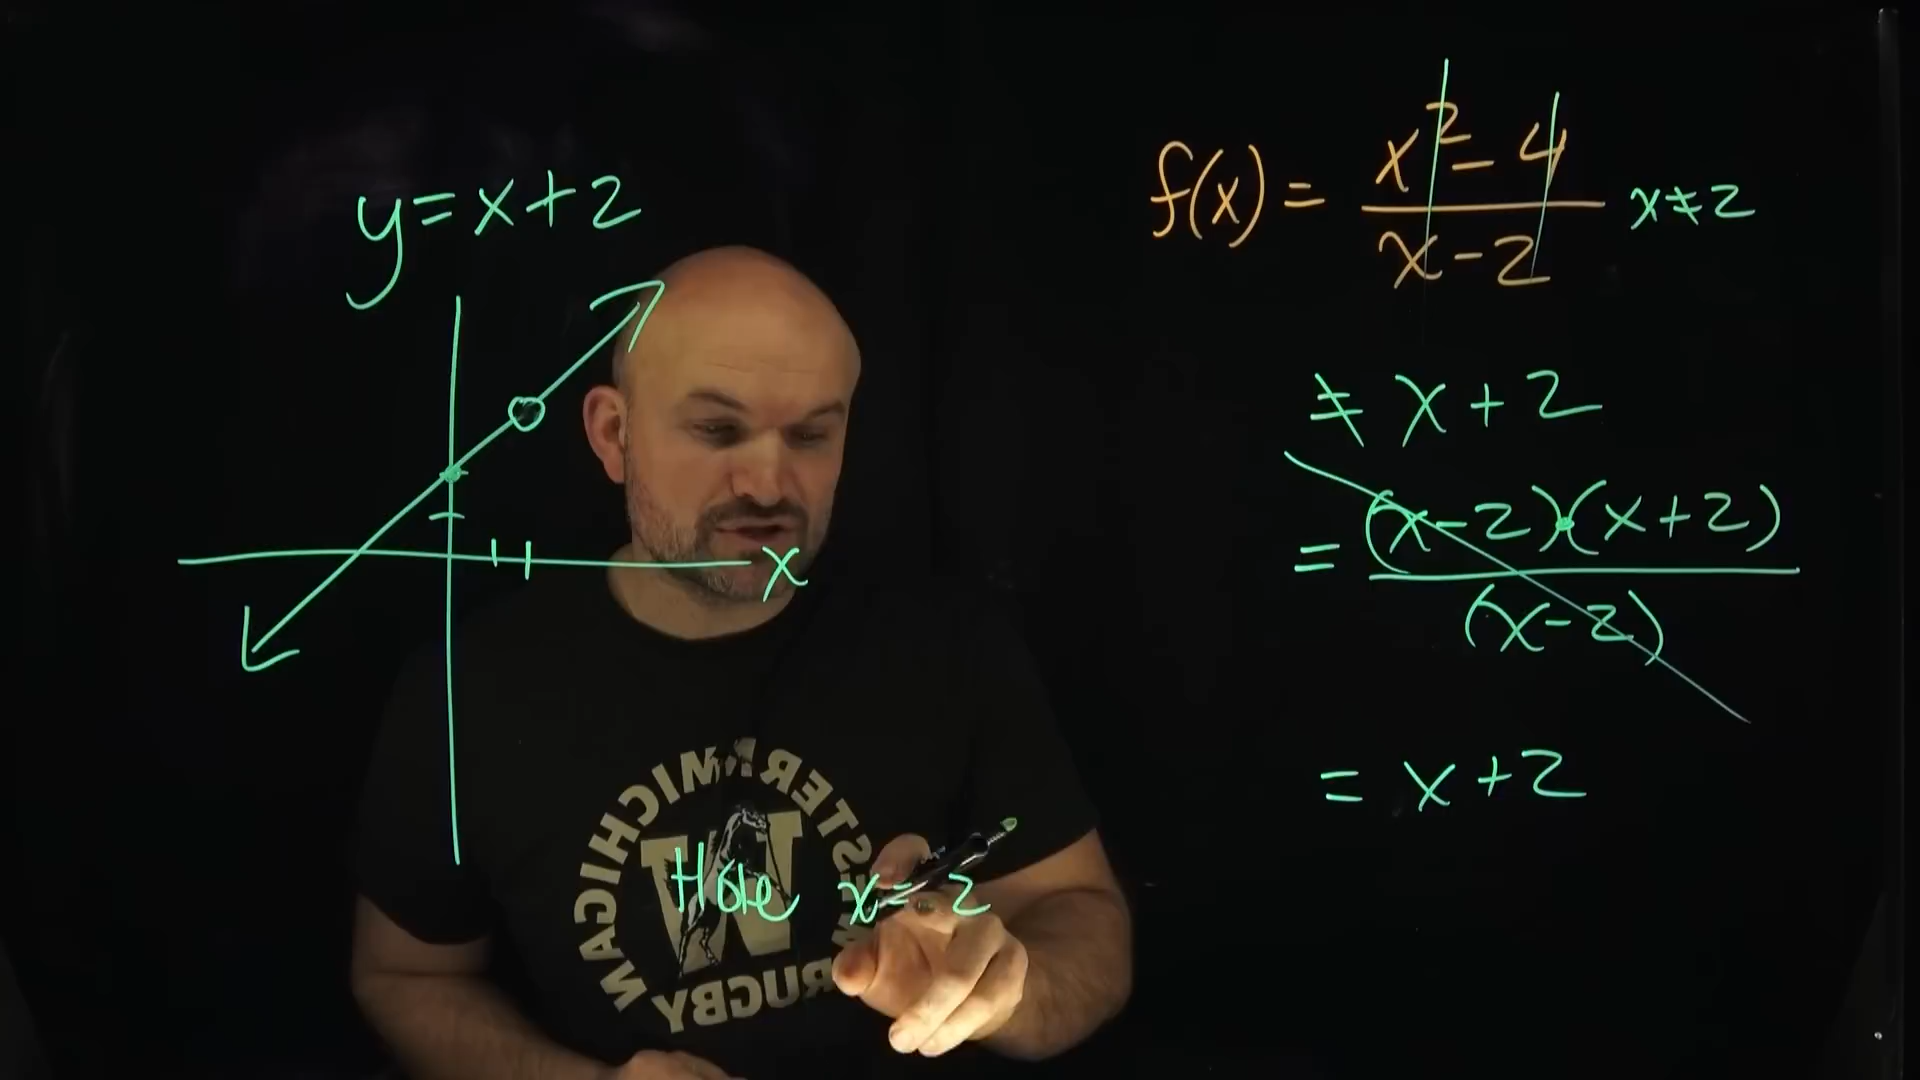 y=x+2
x
Hole x=2
f(x) = x²-4 / x-2 x≠2
≠ x+2
= (x-2)·(x+2) / (x-2)
= x+2
WESTERN MICHIGAN
W
RUGBY